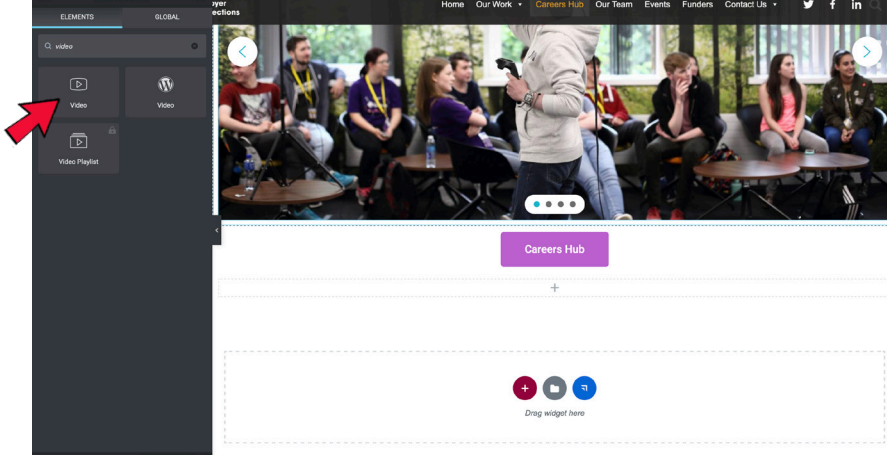 ELEMENTS GLOBAL
video
Video Video
Video Playlist
ections
Home Our Work Careers Hub Our Team Events Funders Contact Us
Careers Hub
Drag widget here